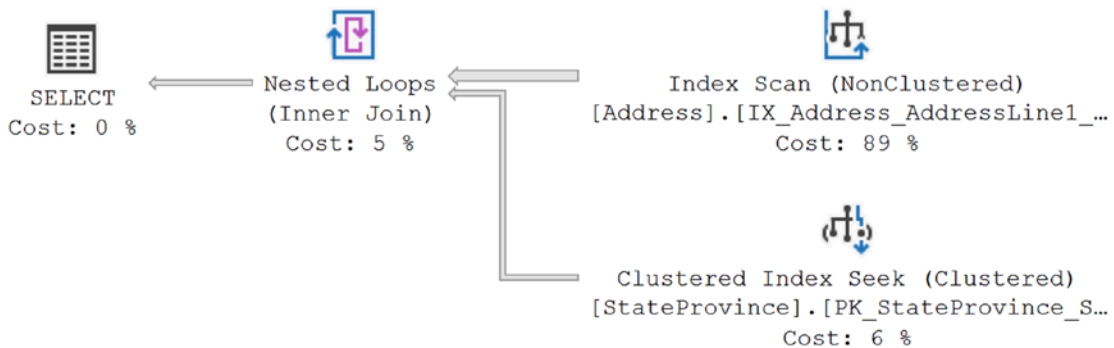 SELECT
Cost: 0 %
Nested Loops
(Inner Join)
Cost: 5 %
Index Scan (NonClustered)
[Address].[IX_Address_AddressLine1_…
Cost: 89 %
Clustered Index Seek (Clustered)
[StateProvince].[PK_StateProvince_S…
Cost: 6 %